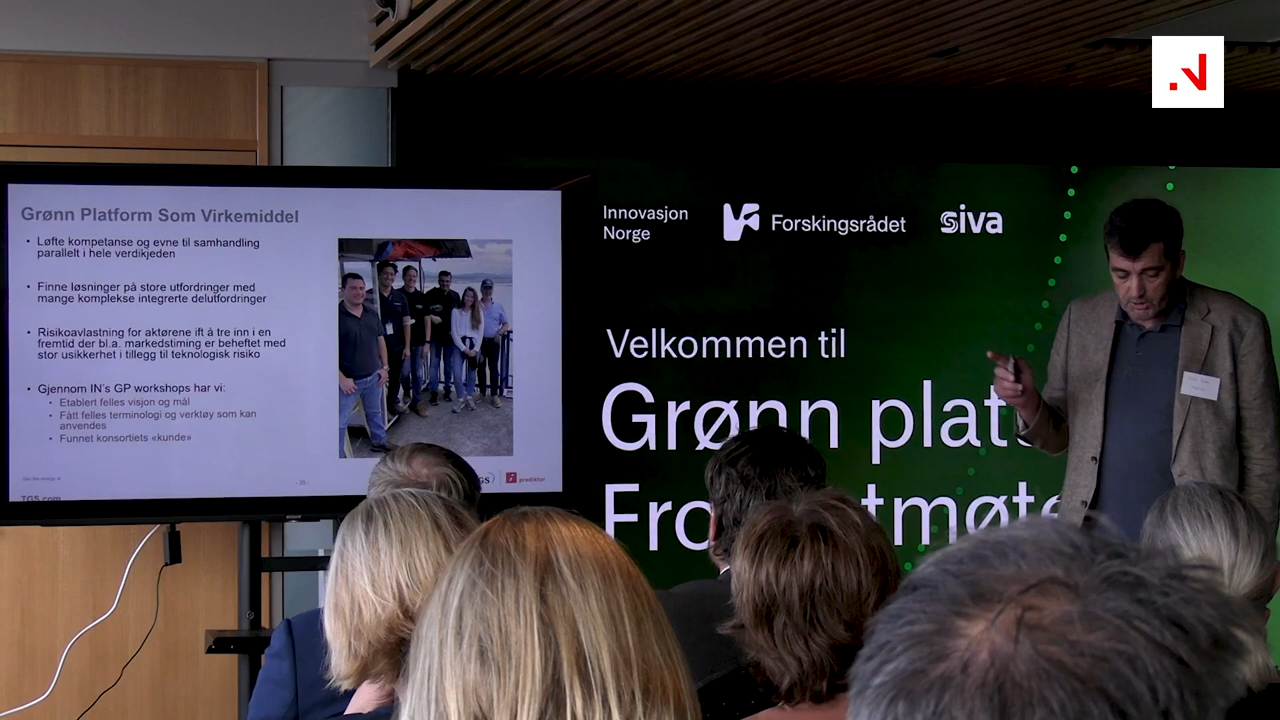 Grønn Platform Som Virkemiddel
• Løfte kompetanse og evne til samhandling
parallelt i hele verdikjeden
• Finne løsninger på store utfordringer med
mange komplekse integrerte delutfordringer
• Risikoavlastning for aktørene ift å tre inn i en
fremtid der bl.a. markedstiming er beheftet med
stor usikkerhet i tillegg til teknologisk risiko
• Gjennom IN's GP workshops har vi:
• Etablert felles visjon og mål
• Fått felles terminologi og verktøy som kan
anvendes
• Funnet konsortiets «kunde»
TGS
prediktor
TGS.com
Innovasjon
Norge
Forskingsrådet
siva
Velkommen til
Grønn plat
Fro tmøte